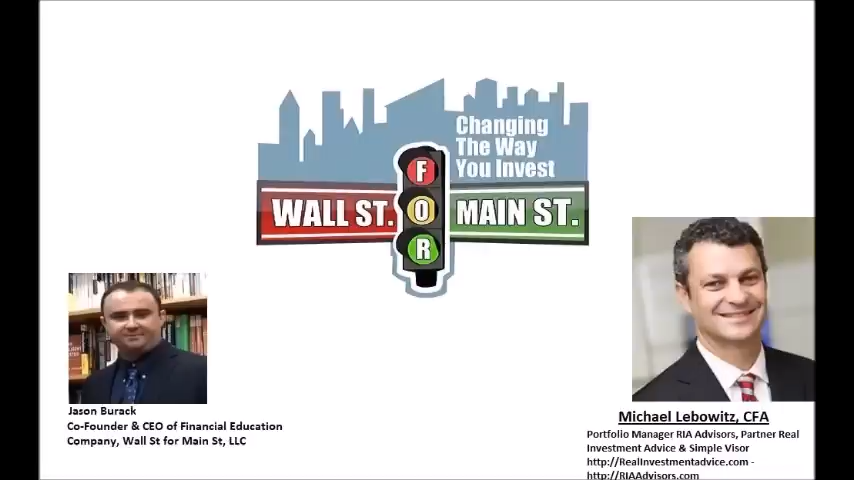 Changing
The Way
You Invest
WALL ST. FOR MAIN ST.
Jason Burack
Co-Founder & CEO of Financial Education
Company, Wall St for Main St, LLC
Michael Lebowitz, CFA
Portfolio Manager RIA Advisors, Partner Real
Investment Advice & Simple Visor
http://RealInvestmentadvice.com -
http://RIAAdvisors.com